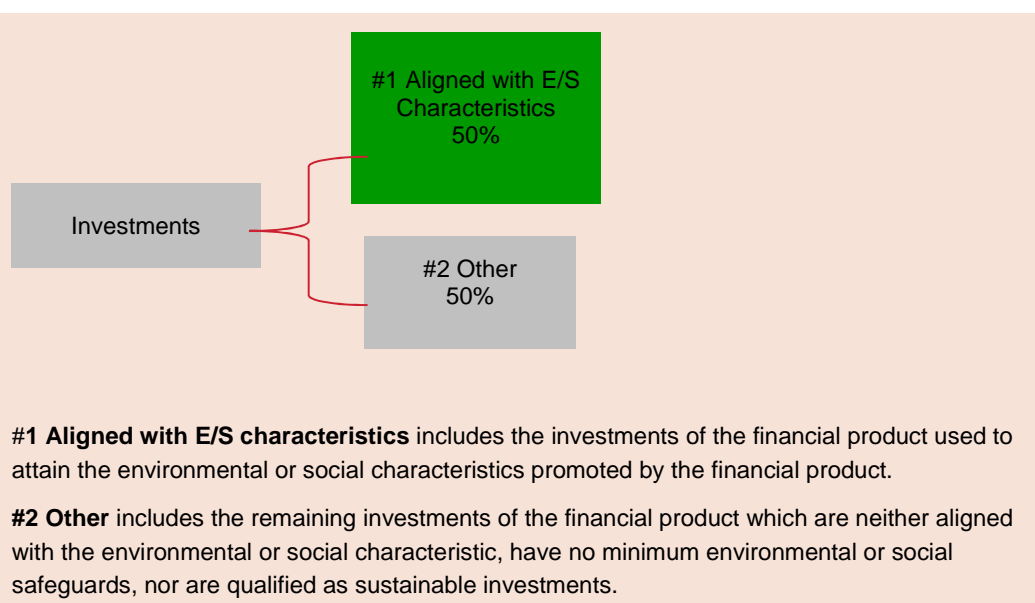 #1 Aligned with E/S
Characteristics
50%
Investments
#2 Other
50%
#1 Aligned with E/S characteristics includes the investments of the financial product used to
attain the environmental or social characteristics promoted by the financial product.
#2 Other includes the remaining investments of the financial product which are neither aligned
with the environmental or social characteristic, have no minimum environmental or social
safeguards, nor are qualified as sustainable investments.